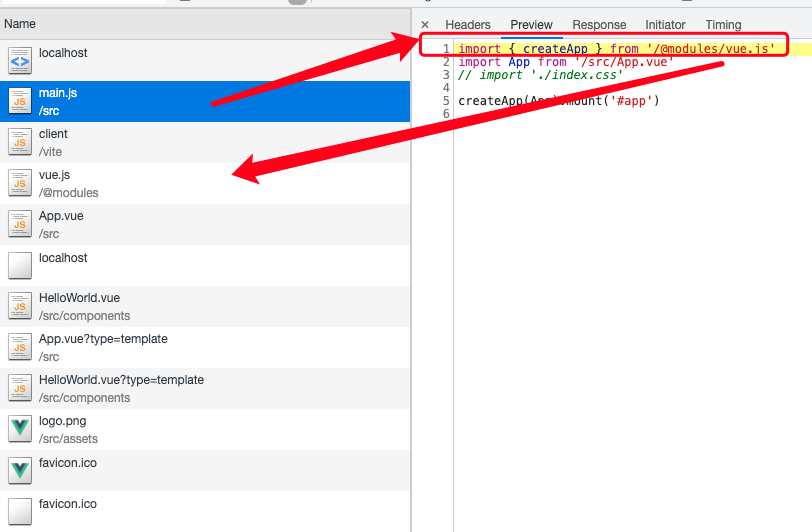 Name
localhost
main.js
/src
client
/vite
vue.js
/@modules
App.vue
/src
localhost
HelloWorld.vue
/src/components
App.vue?type=template
/src
HelloWorld.vue?type=template
/src/components
logo.png
/src/assets
favicon.ico
favicon.ico
× Headers Preview Response Initiator Timing
1 import { createApp } from '/@modules/vue.js'
2 import App from '/src/App.vue'
3 // import './index.css'
4
5 createApp(App).mount('#app')
6